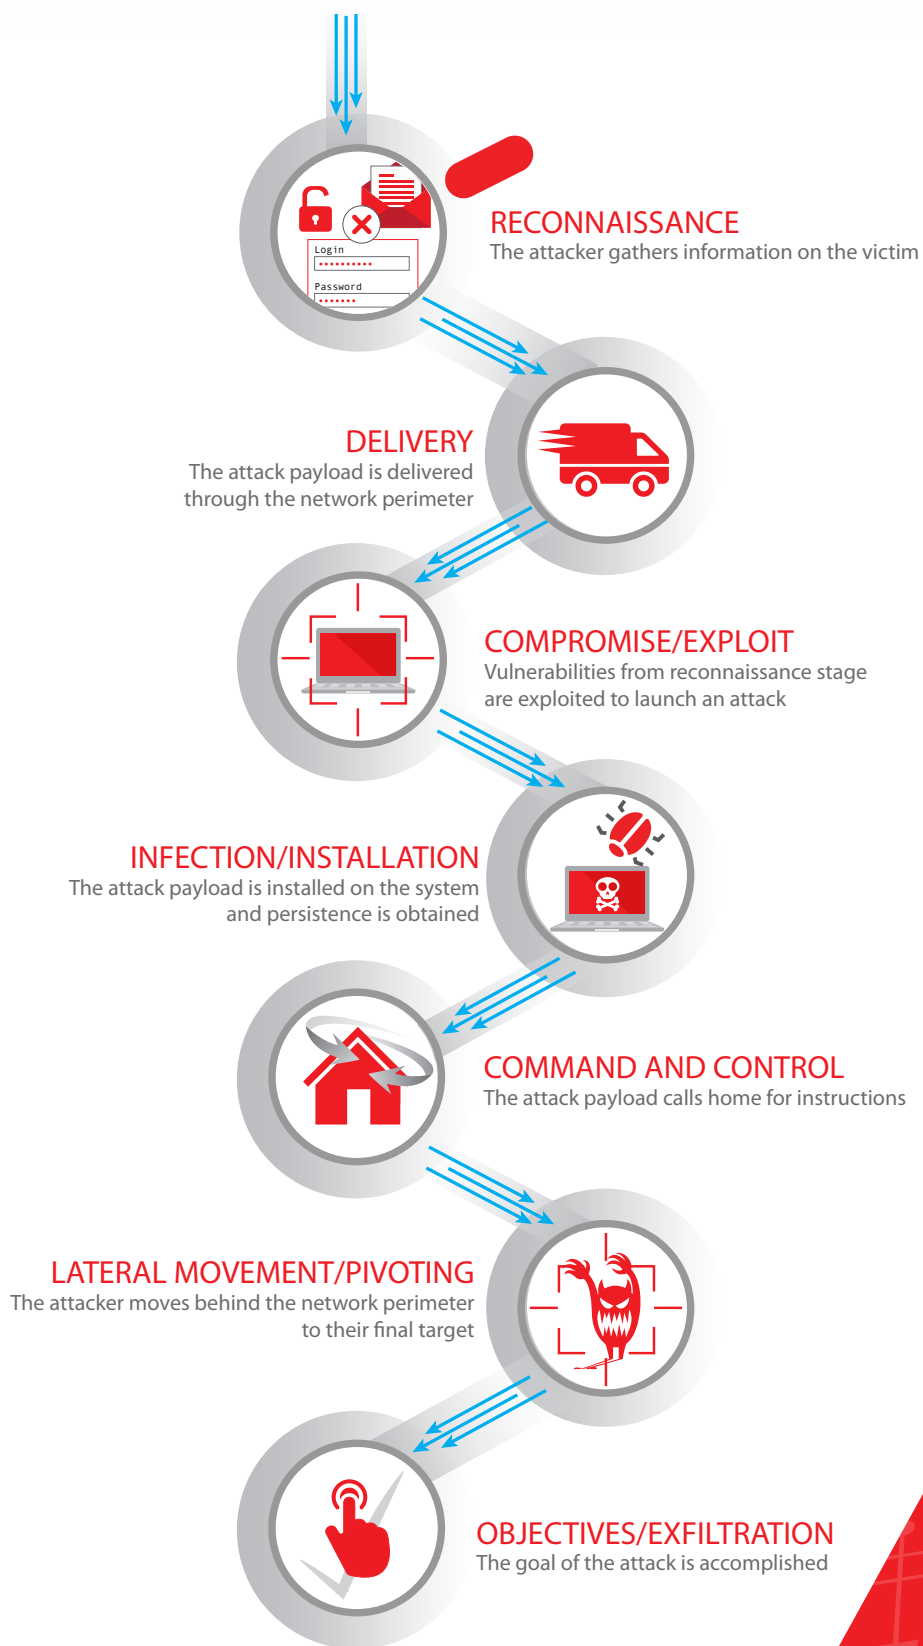 Login
Password
RECONNAISSANCE
The attacker gathers information on the victim
DELIVERY
The attack payload is delivered
through the network perimeter
COMPROMISE/EXPLOIT
Vulnerabilities from reconnaissance stage
are exploited to launch an attack
INFECTION/INSTALLATION
The attack payload is installed on the system
and persistence is obtained
COMMAND AND CONTROL
The attack payload calls home for instructions
LATERAL MOVEMENT/PIVOTING
The attacker moves behind the network perimeter
to their final target
OBJECTIVES/EXFILTRATION
The goal of the attack is accomplished